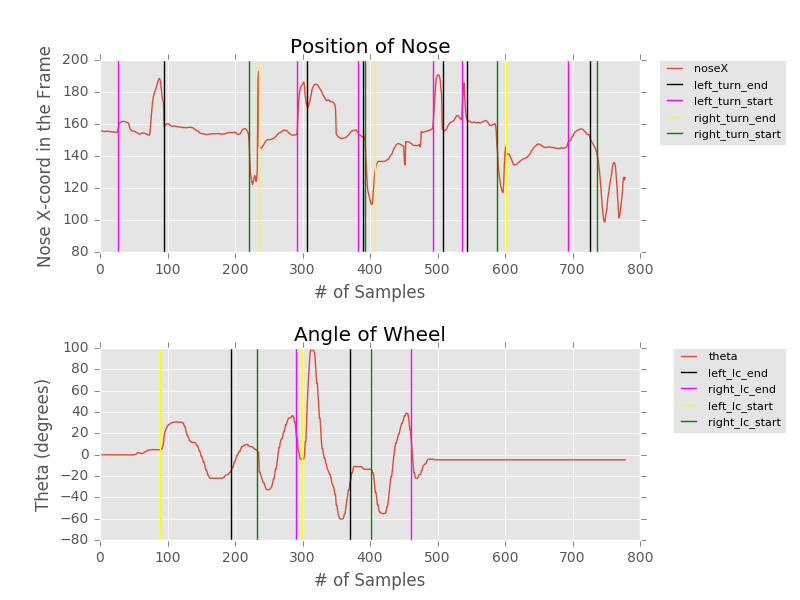 Position of Nose
Nose X-coord in the Frame
200
180
160
140
120
100
80
0 100 200 300 400 500 600 700 800
# of Samples
noseX
left_turn_end
left_turn_start
right_turn_end
right_turn_start
Angle of Wheel
Theta (degrees)
100
80
60
40
20
0
−20
−40
−60
−80
0 100 200 300 400 500 600 700 800
# of Samples
theta
left_lc_end
right_lc_end
left_lc_start
right_lc_start